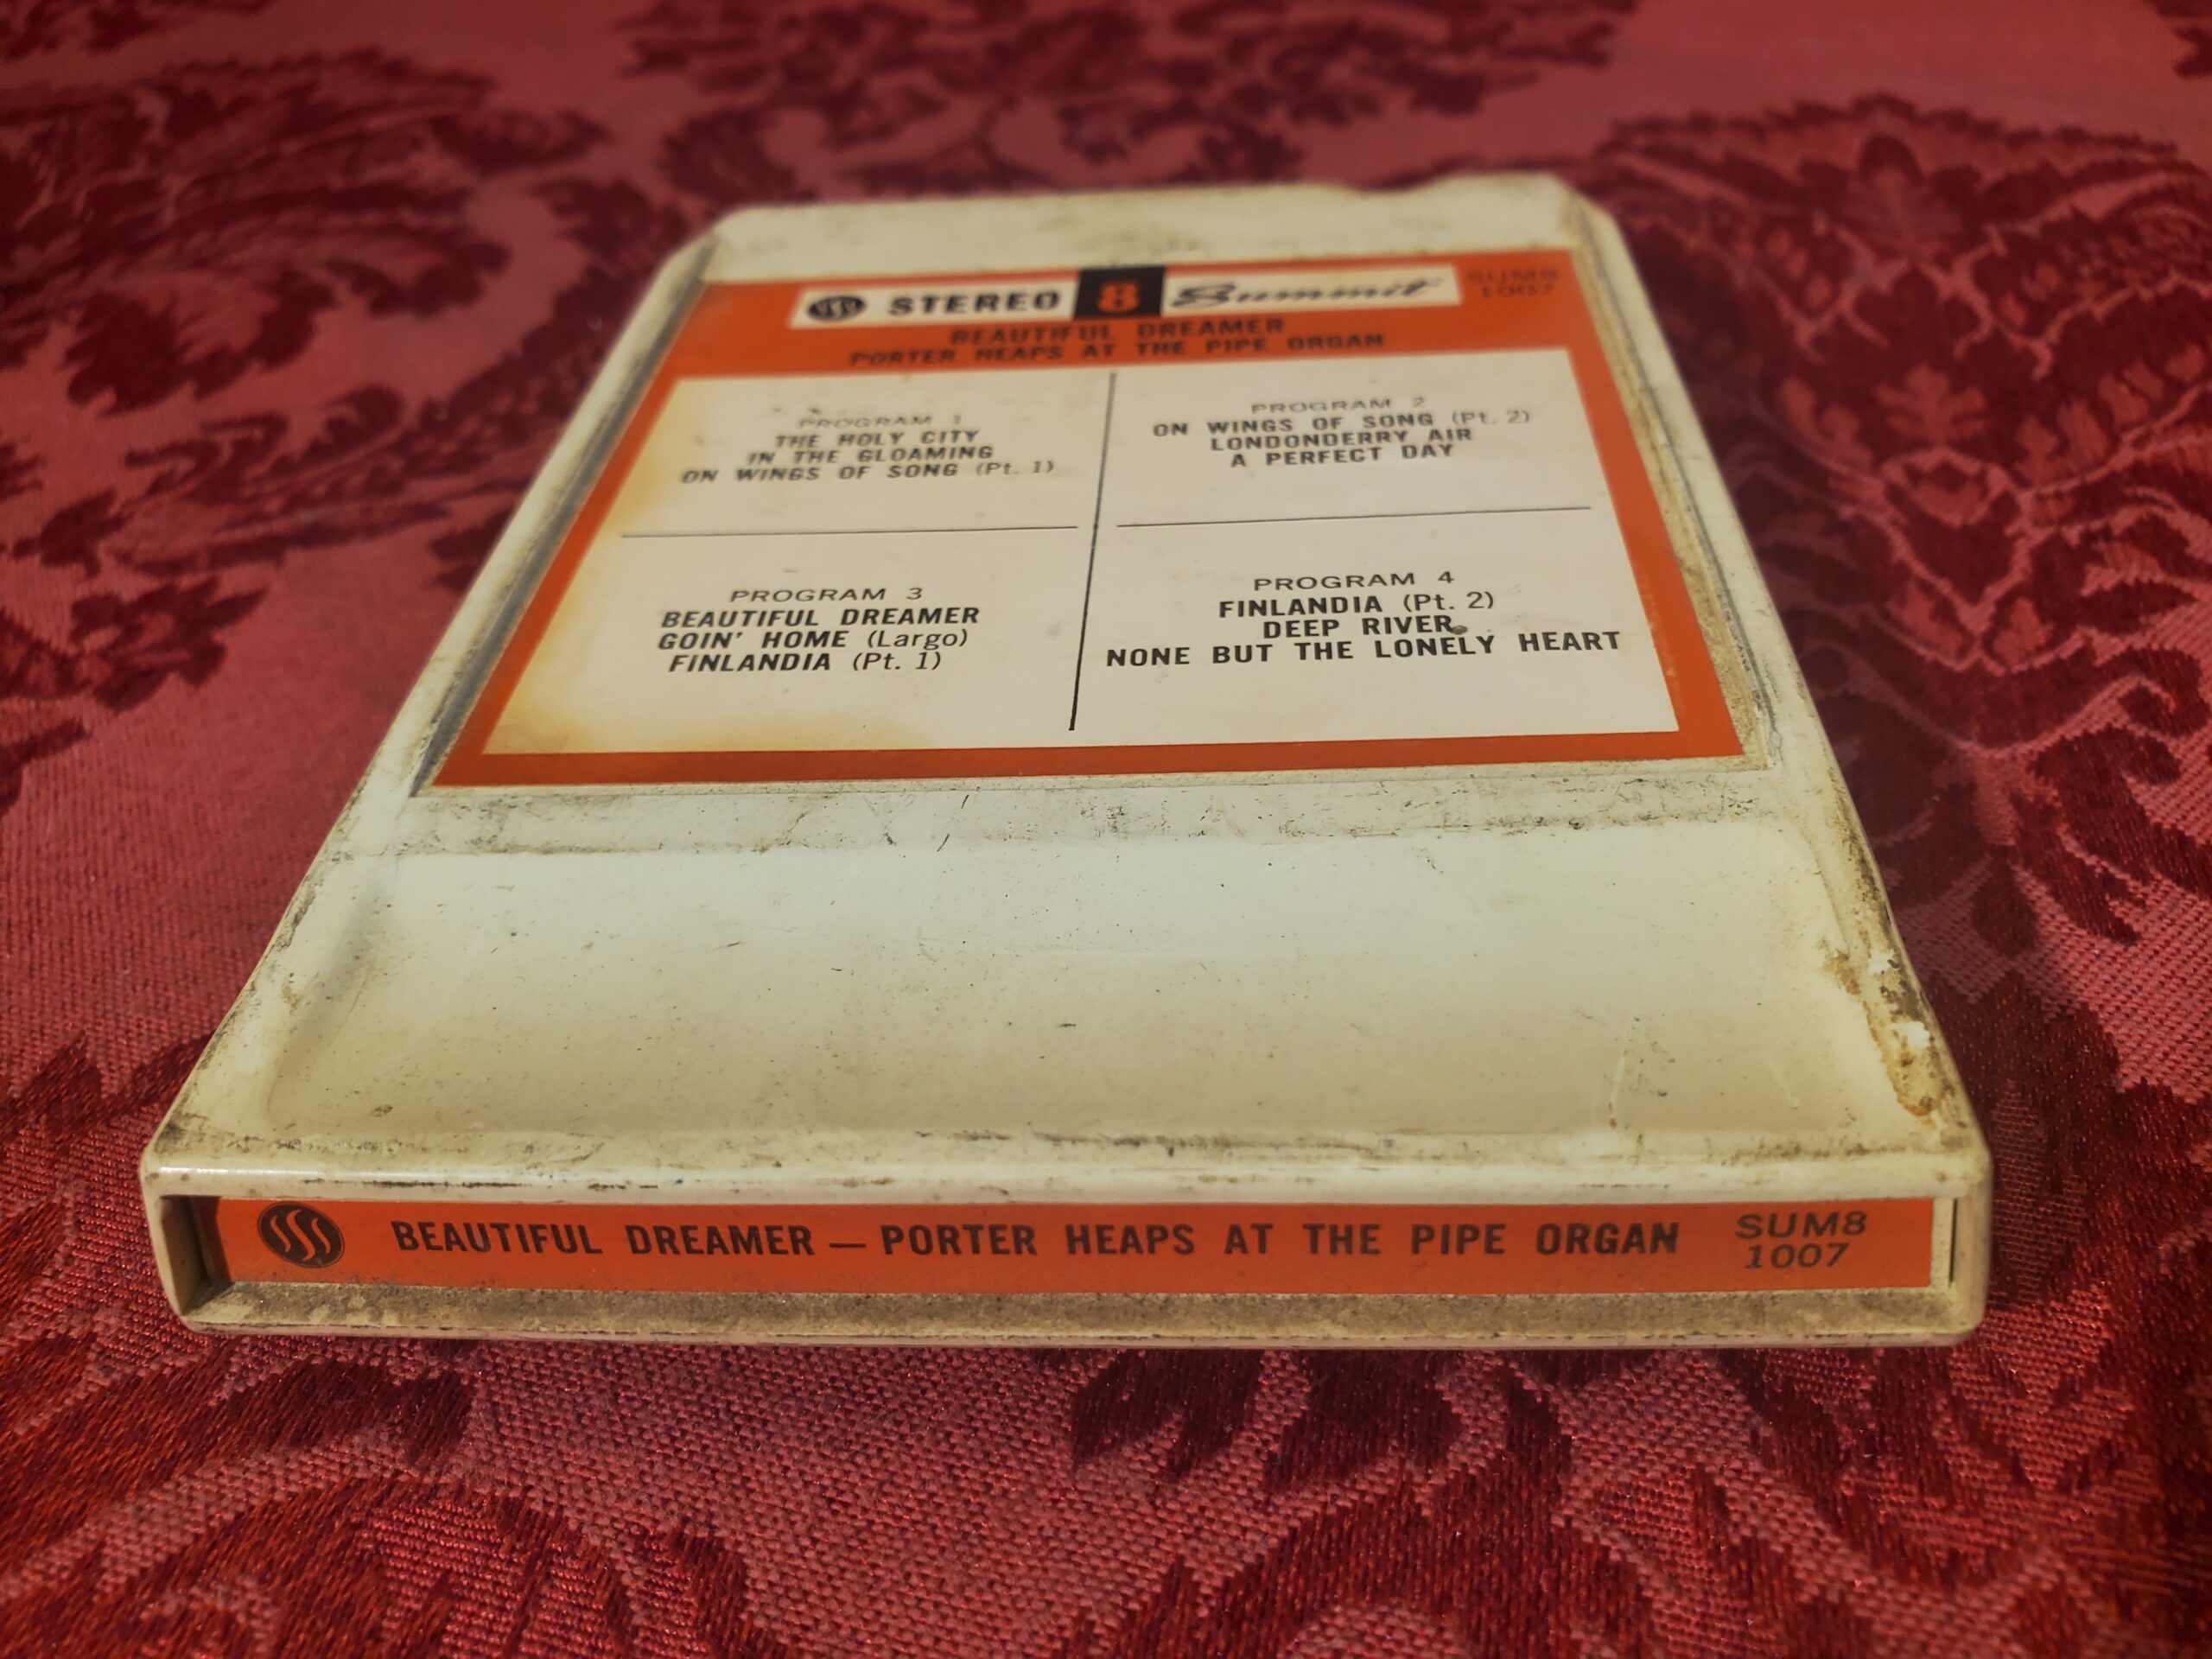 STEREO 8 Summit
SUM8
1007
BEAUTIFUL DREAMER
PORTER HEAPS AT THE PIPE ORGAN
PROGRAM 1
THE HOLY CITY
IN THE GLOAMING
ON WINGS OF SONG (Pt. 1)
PROGRAM 2
ON WINGS OF SONG (Pt. 2)
LONDONDERRY AIR
A PERFECT DAY
PROGRAM 3
BEAUTIFUL DREAMER
GOIN' HOME (Largo)
FINLANDIA (Pt. 1)
PROGRAM 4
FINLANDIA (Pt. 2)
DEEP RIVER
NONE BUT THE LONELY HEART
BEAUTIFUL DREAMER — PORTER HEAPS AT THE PIPE ORGAN
SUM8
1007